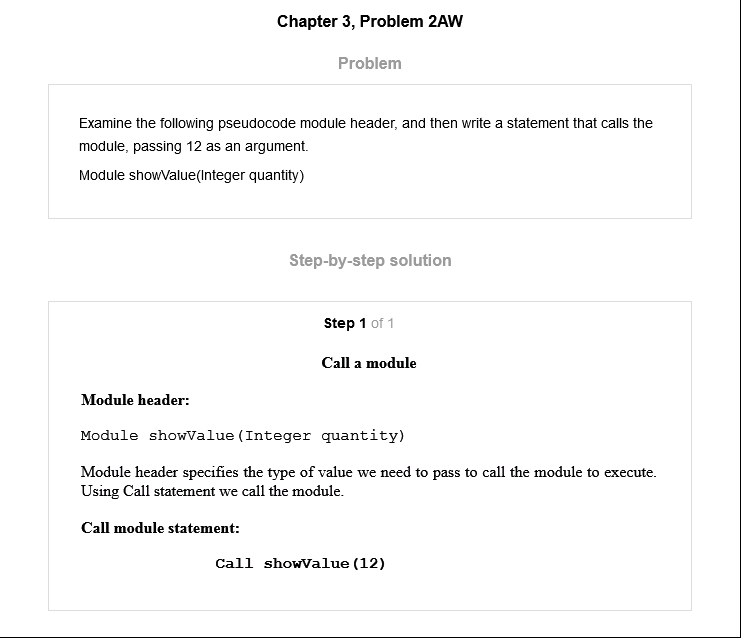 Chapter 3, Problem 2AW
Problem
Examine the following pseudocode module header, and then write a statement that calls the
module, passing 12 as an argument.
Module showValue(Integer quantity)
Step-by-step solution
Step 1 of 1
Call a module
Module header:
Module showValue(Integer quantity)
Module header specifies the type of value we need to pass to call the module to execute.
Using Call statement we call the module.
Call module statement:
Call showValue(12)